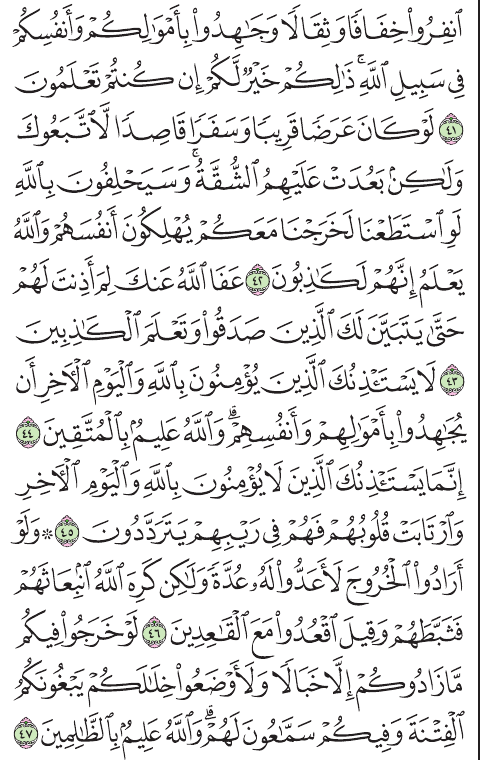 ٱنفِرُوا۟ خِفَافًا وَثِقَالًا وَجَٰهِدُوا۟ بِأَمْوَٰلِكُمْ وَأَنفُسِكُمْ
فِى سَبِيلِ ٱللَّهِ ۚ ذَٰلِكُمْ خَيْرٌ لَّكُمْ إِن كُنتُمْ تَعْلَمُونَ
٤١ لَوْ كَانَ عَرَضًا قَرِيبًا وَسَفَرًا قَاصِدًا لَّٱتَّبَعُوكَ
وَلَٰكِنۢ بَعُدَتْ عَلَيْهِمُ ٱلشُّقَّةُ ۚ وَسَيَحْلِفُونَ بِٱللَّهِ
لَوِ ٱسْتَطَعْنَا لَخَرَجْنَا مَعَكُمْ يُهْلِكُونَ أَنفُسَهُمْ وَٱللَّهُ
يَعْلَمُ إِنَّهُمْ لَكَٰذِبُونَ ٤٢ عَفَا ٱللَّهُ عَنكَ لِمَ أَذِنتَ لَهُمْ
حَتَّىٰ يَتَبَيَّنَ لَكَ ٱلَّذِينَ صَدَقُوا۟ وَتَعْلَمَ ٱلْكَٰذِبِينَ
٤٣ لَا يَسْتَـْٔذِنُكَ ٱلَّذِينَ يُؤْمِنُونَ بِٱللَّهِ وَٱلْيَوْمِ ٱلْـَٔاخِرِ أَن
يُجَٰهِدُوا۟ بِأَمْوَٰلِهِمْ وَأَنفُسِهِمْ ۗ وَٱللَّهُ عَلِيمٌۢ بِٱلْمُتَّقِينَ ٤٤
إِنَّمَا يَسْتَـْٔذِنُكَ ٱلَّذِينَ لَا يُؤْمِنُونَ بِٱللَّهِ وَٱلْيَوْمِ ٱلْـَٔاخِرِ
وَٱرْتَابَتْ قُلُوبُهُمْ فَهُمْ فِى رَيْبِهِمْ يَتَرَدَّدُونَ ٤٥ ۞ وَلَوْ
أَرَادُوا۟ ٱلْخُرُوجَ لَأَعَدُّوا۟ لَهُۥ عُدَّةً وَلَٰكِن كَرِهَ ٱللَّهُ ٱنۢبِعَاثَهُمْ
فَثَبَّطَهُمْ وَقِيلَ ٱقْعُدُوا۟ مَعَ ٱلْقَٰعِدِينَ ٤٦ لَوْ خَرَجُوا۟ فِيكُم
مَّا زَادُوكُمْ إِلَّا خَبَالًا وَلَأَوْضَعُوا۟ خِلَٰلَكُمْ يَبْغُونَكُمُ
ٱلْفِتْنَةَ وَفِيكُمْ سَمَّٰعُونَ لَهُمْ ۗ وَٱللَّهُ عَلِيمٌۢ بِٱلظَّٰلِمِينَ ٤٧